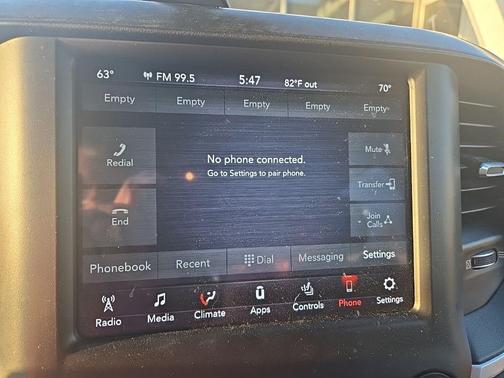 63° FM 99.5 5:47 82°F out 70°
Empty Empty Empty Empty Empty
Redial
No phone connected.
Go to Settings to pair phone.
Mute
Transfer
End
Join
Calls
Phonebook Recent Dial Messaging Settings
Radio Media Climate Apps Controls Phone Settings